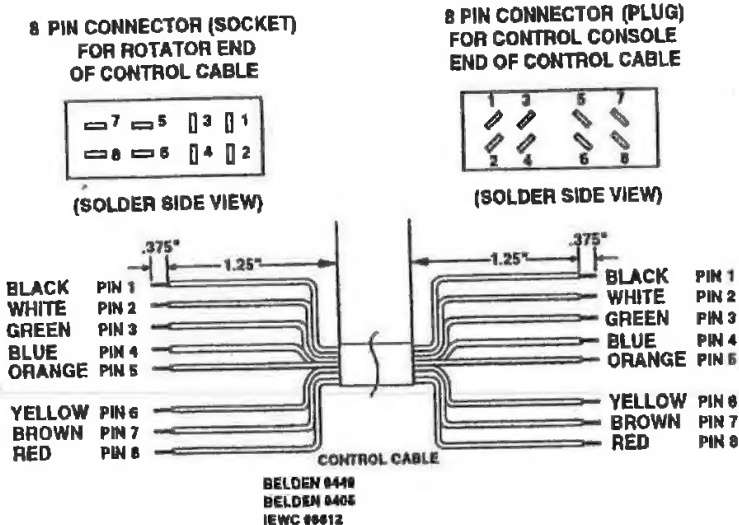 8 PIN CONNECTOR (SOCKET)
FOR ROTATOR END
OF CONTROL CABLE
7 5 3 1
8 6 4 2
(SOLDER SIDE VIEW)
8 PIN CONNECTOR (PLUG)
FOR CONTROL CONSOLE
END OF CONTROL CABLE
1 3 5 7
2 4 6 8
(SOLDER SIDE VIEW)
.375"
1.25"
BLACK PIN 1
WHITE PIN 2
GREEN PIN 3
BLUE PIN 4
ORANGE PIN 5
YELLOW PIN 6
BROWN PIN 7
RED PIN 8
1.25"
.375"
BLACK PIN 1
WHITE PIN 2
GREEN PIN 3
BLUE PIN 4
ORANGE PIN 5
YELLOW PIN 6
BROWN PIN 7
RED PIN 8
CONTROL CABLE
BELDEN
BELDEN
IEWC